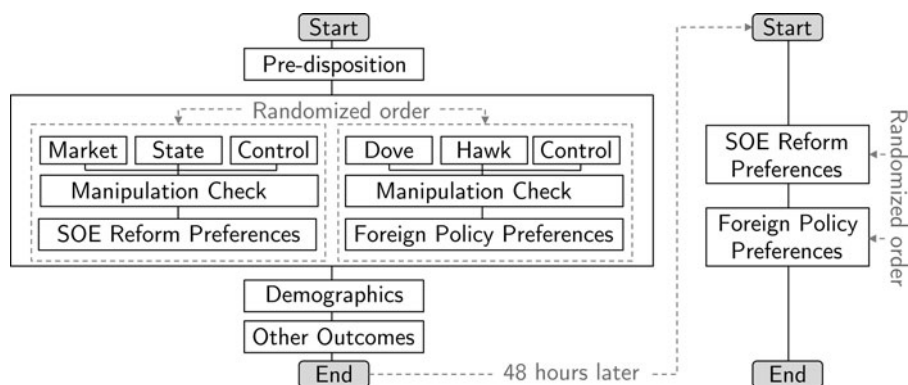 Start
Pre-disposition
Randomized order
Market State Control
Manipulation Check
SOE Reform Preferences
Dove Hawk Control
Manipulation Check
Foreign Policy Preferences
Demographics
Other Outcomes
End
48 hours later
Start
SOE Reform
Preferences
Foreign Policy
Preferences
Randomized order
End